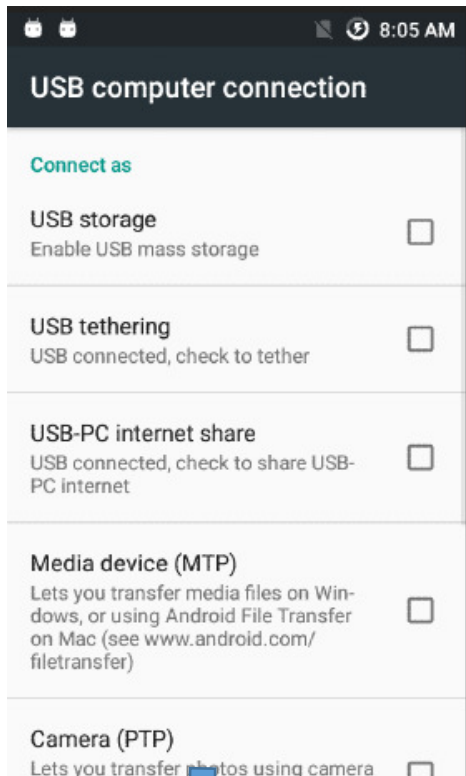 8:05 AM
USB computer connection
Connect as
USB storage
Enable USB mass storage
USB tethering
USB connected, check to tether
USB-PC internet share
USB connected, check to share USB-
PC internet
Media device (MTP)
Lets you transfer media files on Win-
dows, or using Android File Transfer
on Mac (see www.android.com/
filetransfer)
Camera (PTP)
Lets you transfer photos using camera